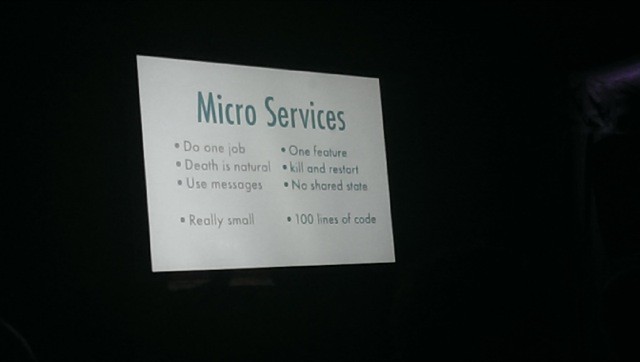 Micro Services
• Do one job
• Death is natural
• Use messages
• Really small
• One feature
• kill and restart
• No shared state
• 100 lines of code